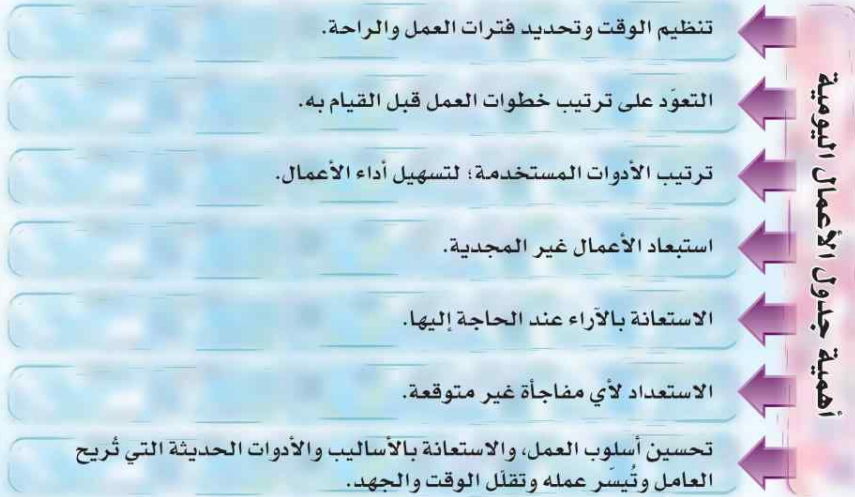 أهمية جدول الأعمال اليومية
تنظيم الوقت وتحديد فترات العمل والراحة.
التعوّد على ترتيب خطوات العمل قبل القيام به.
ترتيب الأدوات المستخدمة؛ لتسهيل أداء الأعمال.
استبعاد الأعمال غير المجدية.
الاستعانة بالآراء عند الحاجة إليها.
الاستعداد لأي مفاجأة غير متوقعة.
تحسين أسلوب العمل، والاستعانة بالأساليب والأدوات الحديثة التي تُريح
العامل وتُيسّر عمله وتقلّل الوقت والجهد.